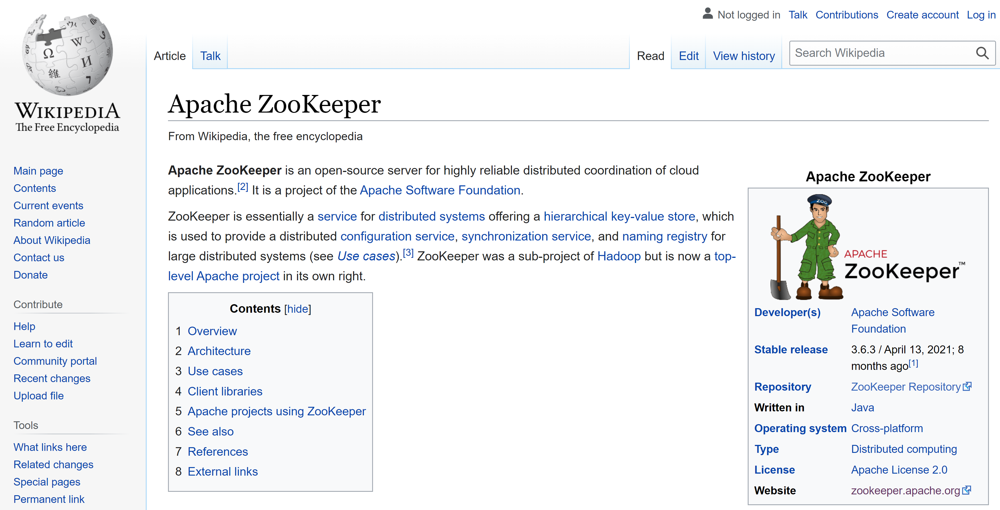 Not logged in Talk Contributions Create account Log in
Article Talk
Read Edit View history
Search Wikipedia
WIKIPEDIA
The Free Encyclopedia
Main page
Contents
Current events
Random article
About Wikipedia
Contact us
Donate
Contribute
Help
Learn to edit
Community portal
Recent changes
Upload file
Tools
What links here
Related changes
Special pages
Permanent link
Apache ZooKeeper
From Wikipedia, the free encyclopedia
Apache ZooKeeper is an open-source server for highly reliable distributed coordination of cloud
applications.[2] It is a project of the Apache Software Foundation.
ZooKeeper is essentially a service for distributed systems offering a hierarchical key-value store, which
is used to provide a distributed configuration service, synchronization service, and naming registry for
large distributed systems (see Use cases).[3] ZooKeeper was a sub-project of Hadoop but is now a top-
level Apache project in its own right.
Contents [hide]
1 Overview
2 Architecture
3 Use cases
4 Client libraries
5 Apache projects using ZooKeeper
6 See also
7 References
8 External links
Apache ZooKeeper
ZOO
APACHE
ZooKeeper™
Developer(s) Apache Software
Foundation
Stable release 3.6.3 / April 13, 2021; 8
months ago[1]
Repository ZooKeeper Repository
Written in Java
Operating system Cross-platform
Type Distributed computing
License Apache License 2.0
Website zookeeper.apache.org